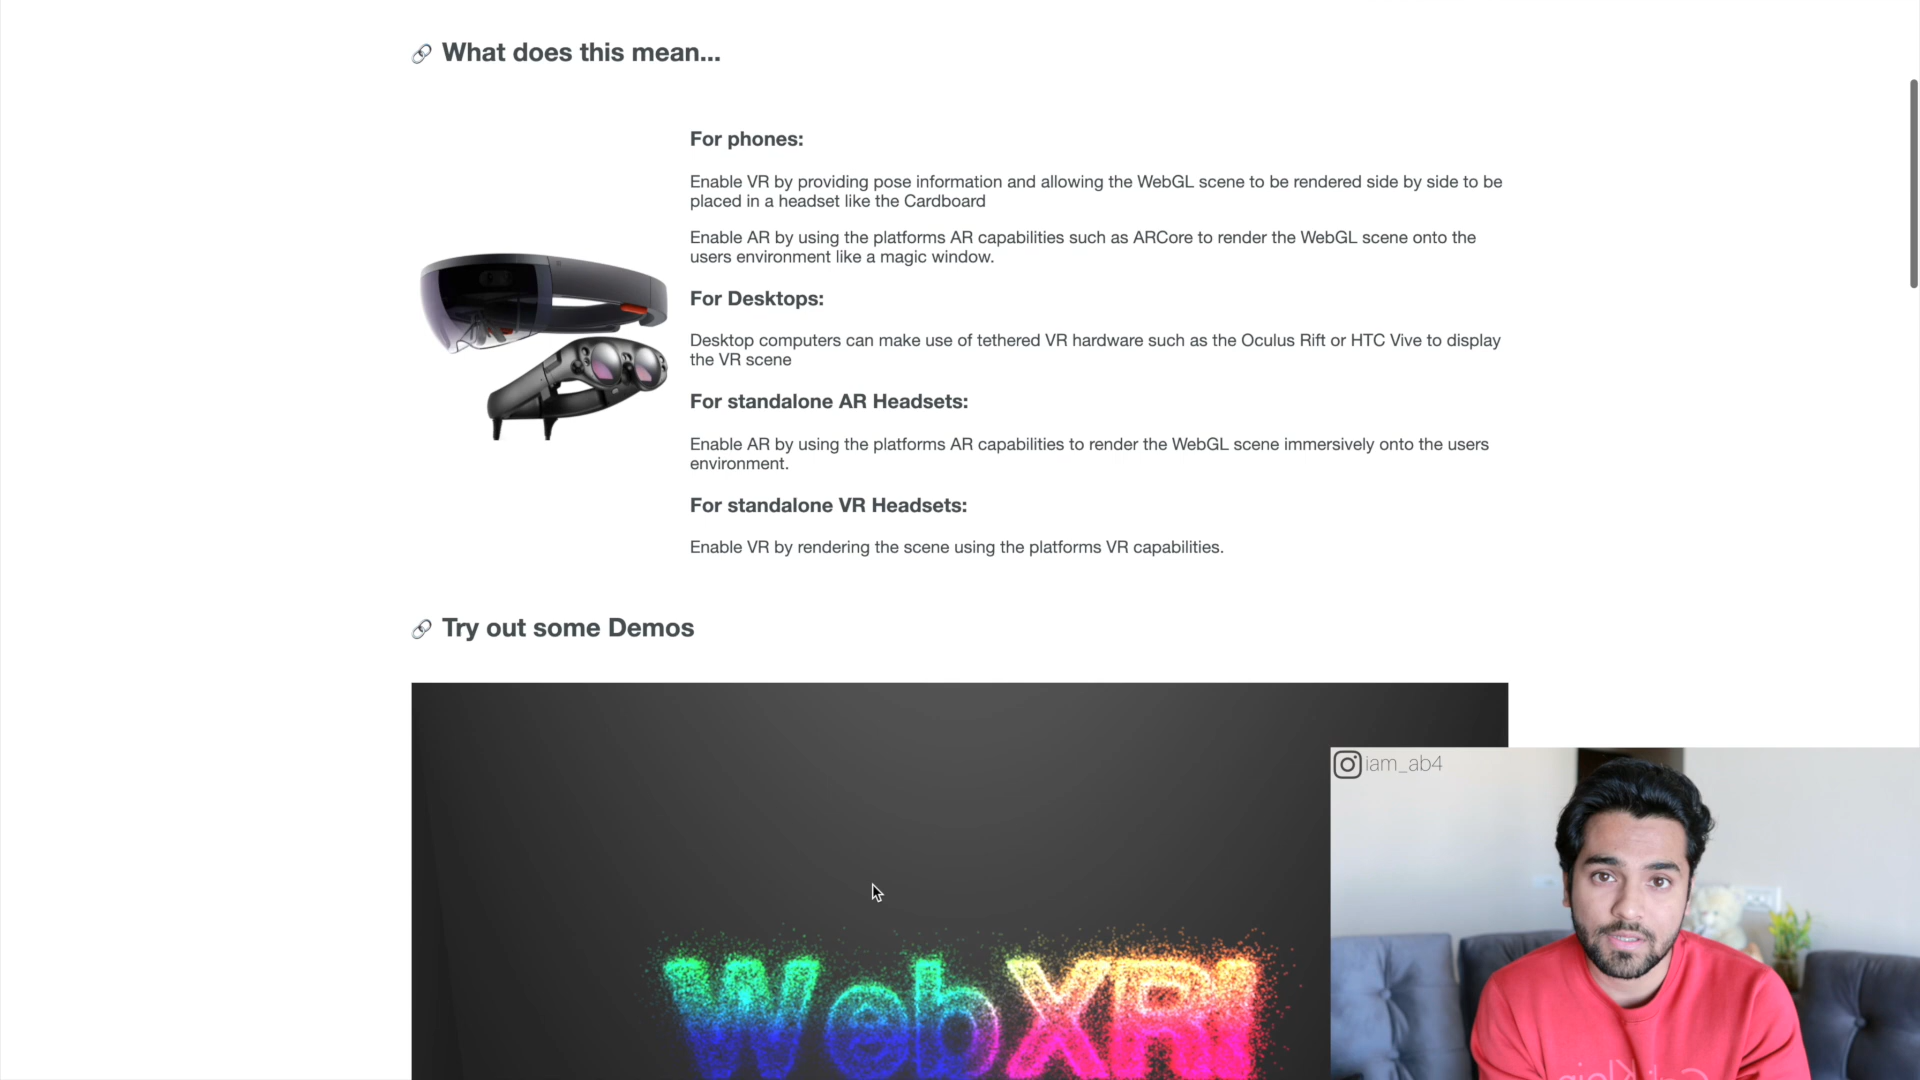 What does this mean...
For phones:
Enable VR by providing pose information and allowing the WebGL scene to be rendered side by side to be
placed in a headset like the Cardboard
Enable AR by using the platforms AR capabilities such as ARCore to render the WebGL scene onto the
users environment like a magic window.
For Desktops:
Desktop computers can make use of tethered VR hardware such as the Oculus Rift or HTC Vive to display
the VR scene
For standalone AR Headsets:
Enable AR by using the platforms AR capabilities to render the WebGL scene immersively onto the users
environment.
For standalone VR Headsets:
Enable VR by rendering the scene using the platforms VR capabilities.
Try out some Demos
iam_ab4
WebXR!